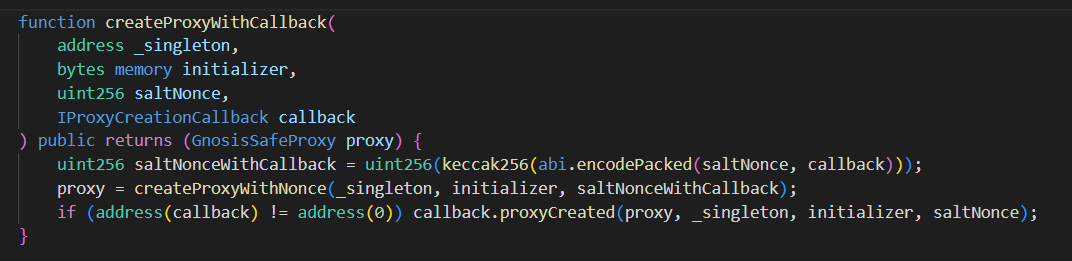 function createProxyWithCallback(
    address _singleton,
    bytes memory initializer,
    uint256 saltNonce,
    IProxyCreationCallback callback
) public returns (GnosisSafeProxy proxy) {
    uint256 saltNonceWithCallback = uint256(keccak256(abi.encodePacked(saltNonce, callback)));
    proxy = createProxyWithNonce(_singleton, initializer, saltNonceWithCallback);
    if (address(callback) != address(0)) callback.proxyCreated(proxy, _singleton, initializer, saltNonce);
}